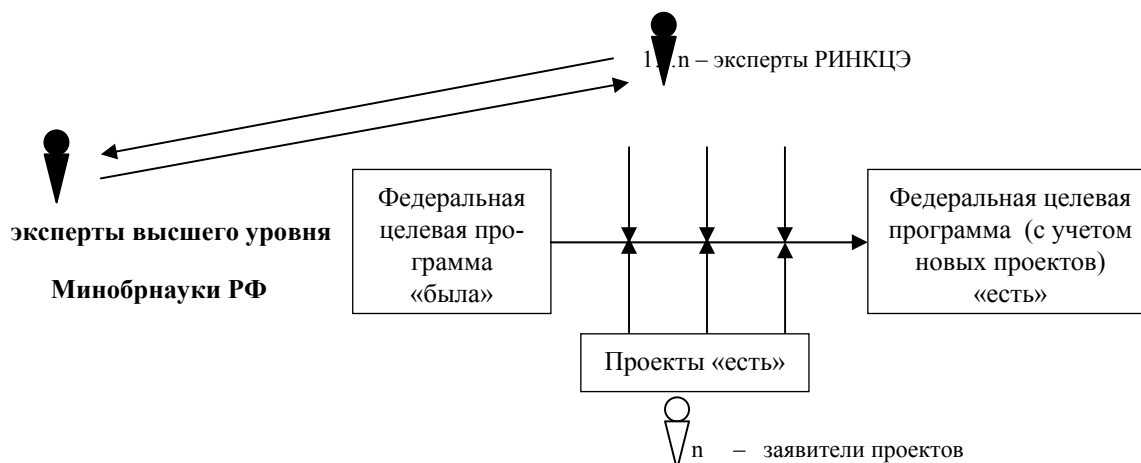 – эксперты РИНКЦЭ
эксперты высшего уровня
Минобрнауки РФ
Федеральная
целевая про-
грамма
«была»
Федеральная целевая
программа (с учетом
новых проектов)
«есть»
Проекты «есть»
n – заявители проектов